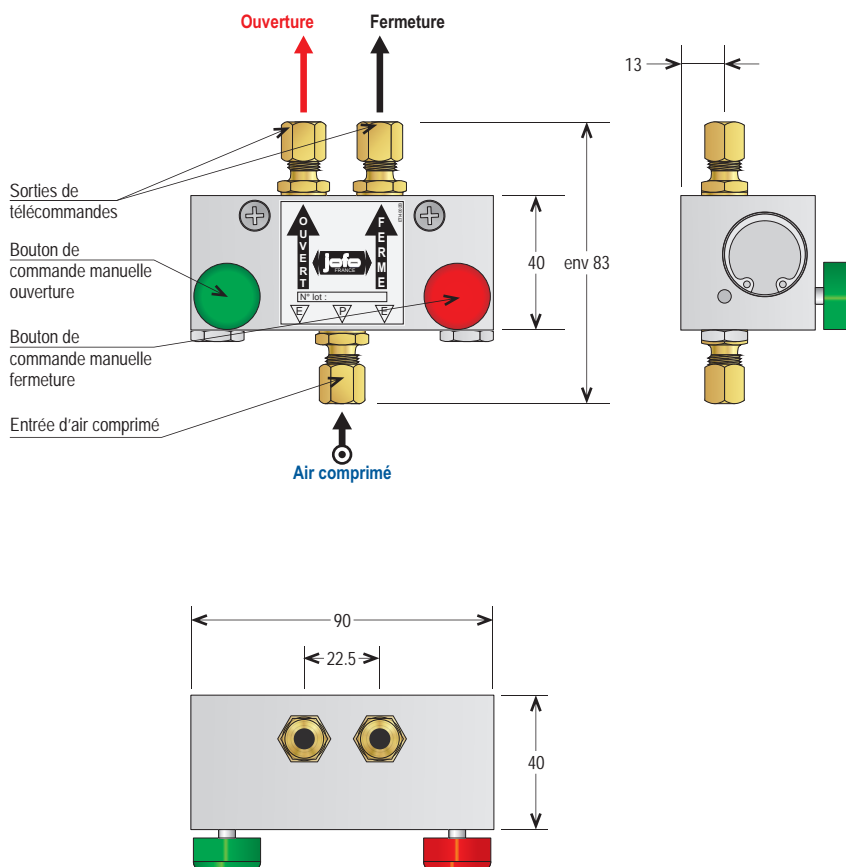 Ouverture
Fermeture
13
Sorties de
télécommandes
Bouton de
commande manuelle
ouverture
Bouton de
commande manuelle
fermeture
Entrée d'air comprimé
OUVERT
FERME
jofo
FRANCE
N° lot :
E
P
E
40
env 83
Air comprimé
90
22.5
40